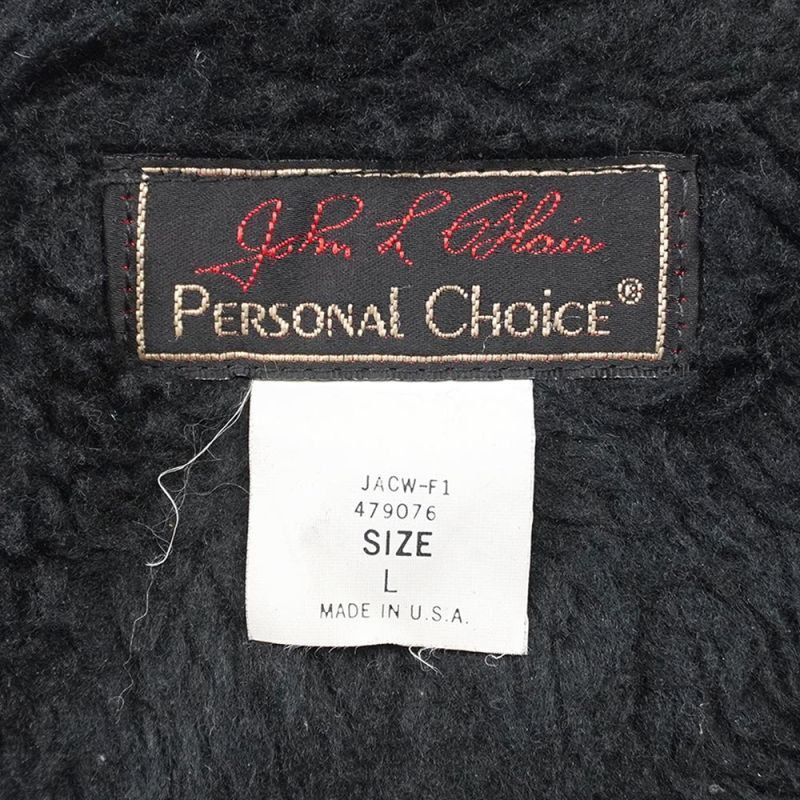 John L Blair
PERSONAL CHOiCE®
JACW-F1
479076
SIZE
L
MADE IN U.S.A.